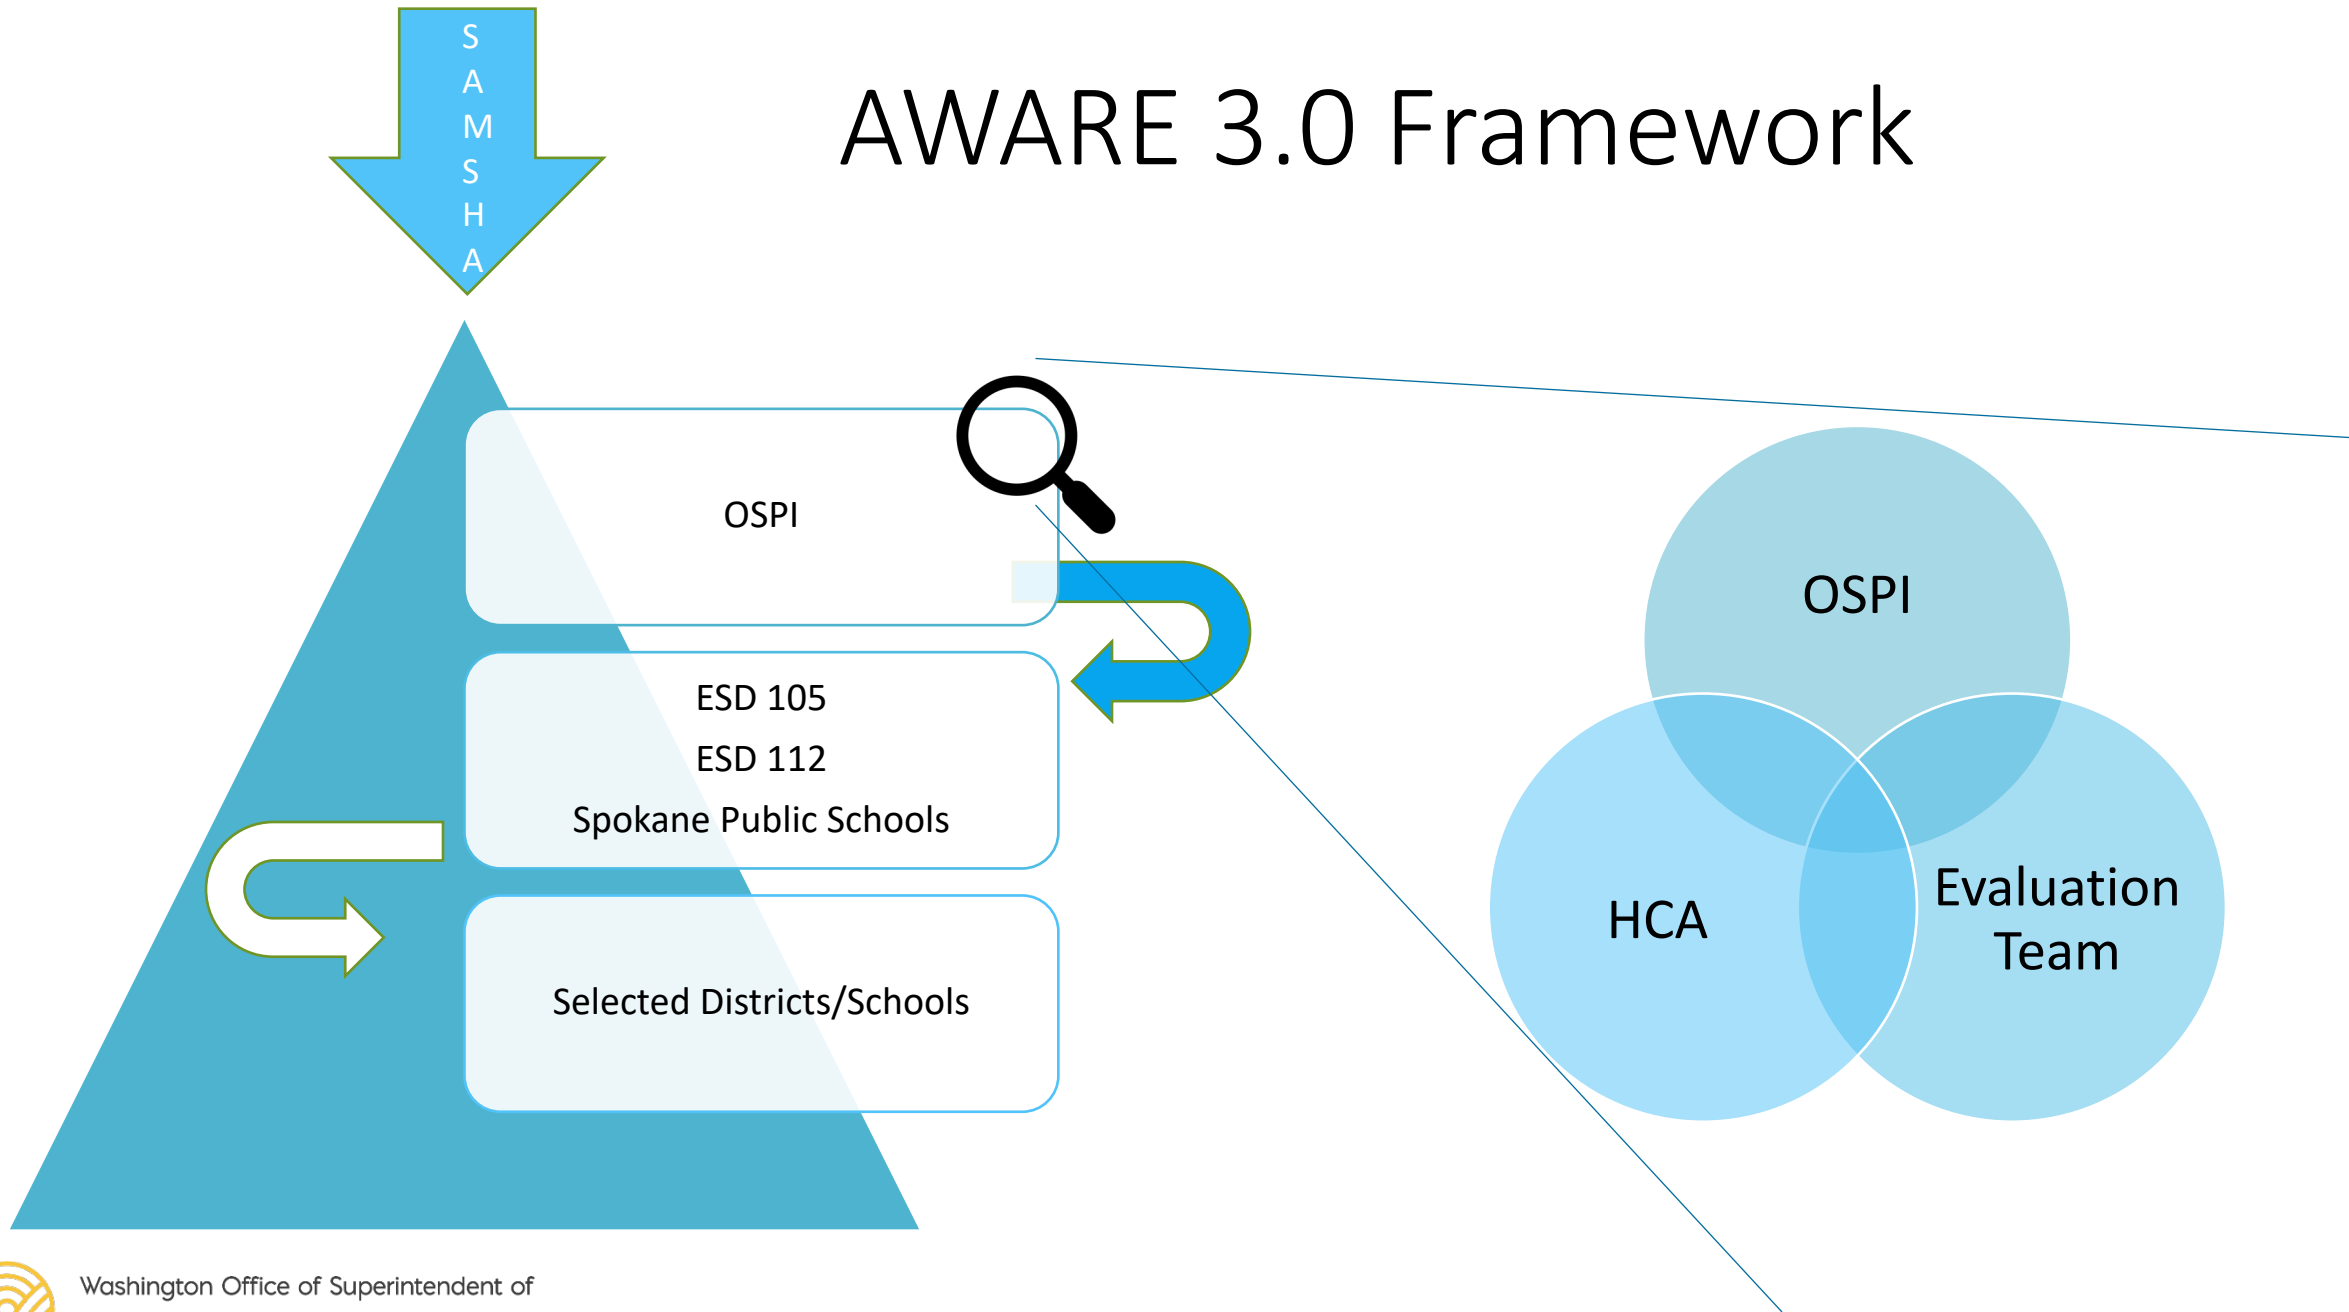 S
A
M
S
H
A
AWARE 3.0 Framework
OSPI
ESD 105
ESD 112
Spokane Public Schools
Selected Districts/Schools
OSPI
HCA
Evaluation
Team
Washington Office of Superintendent of